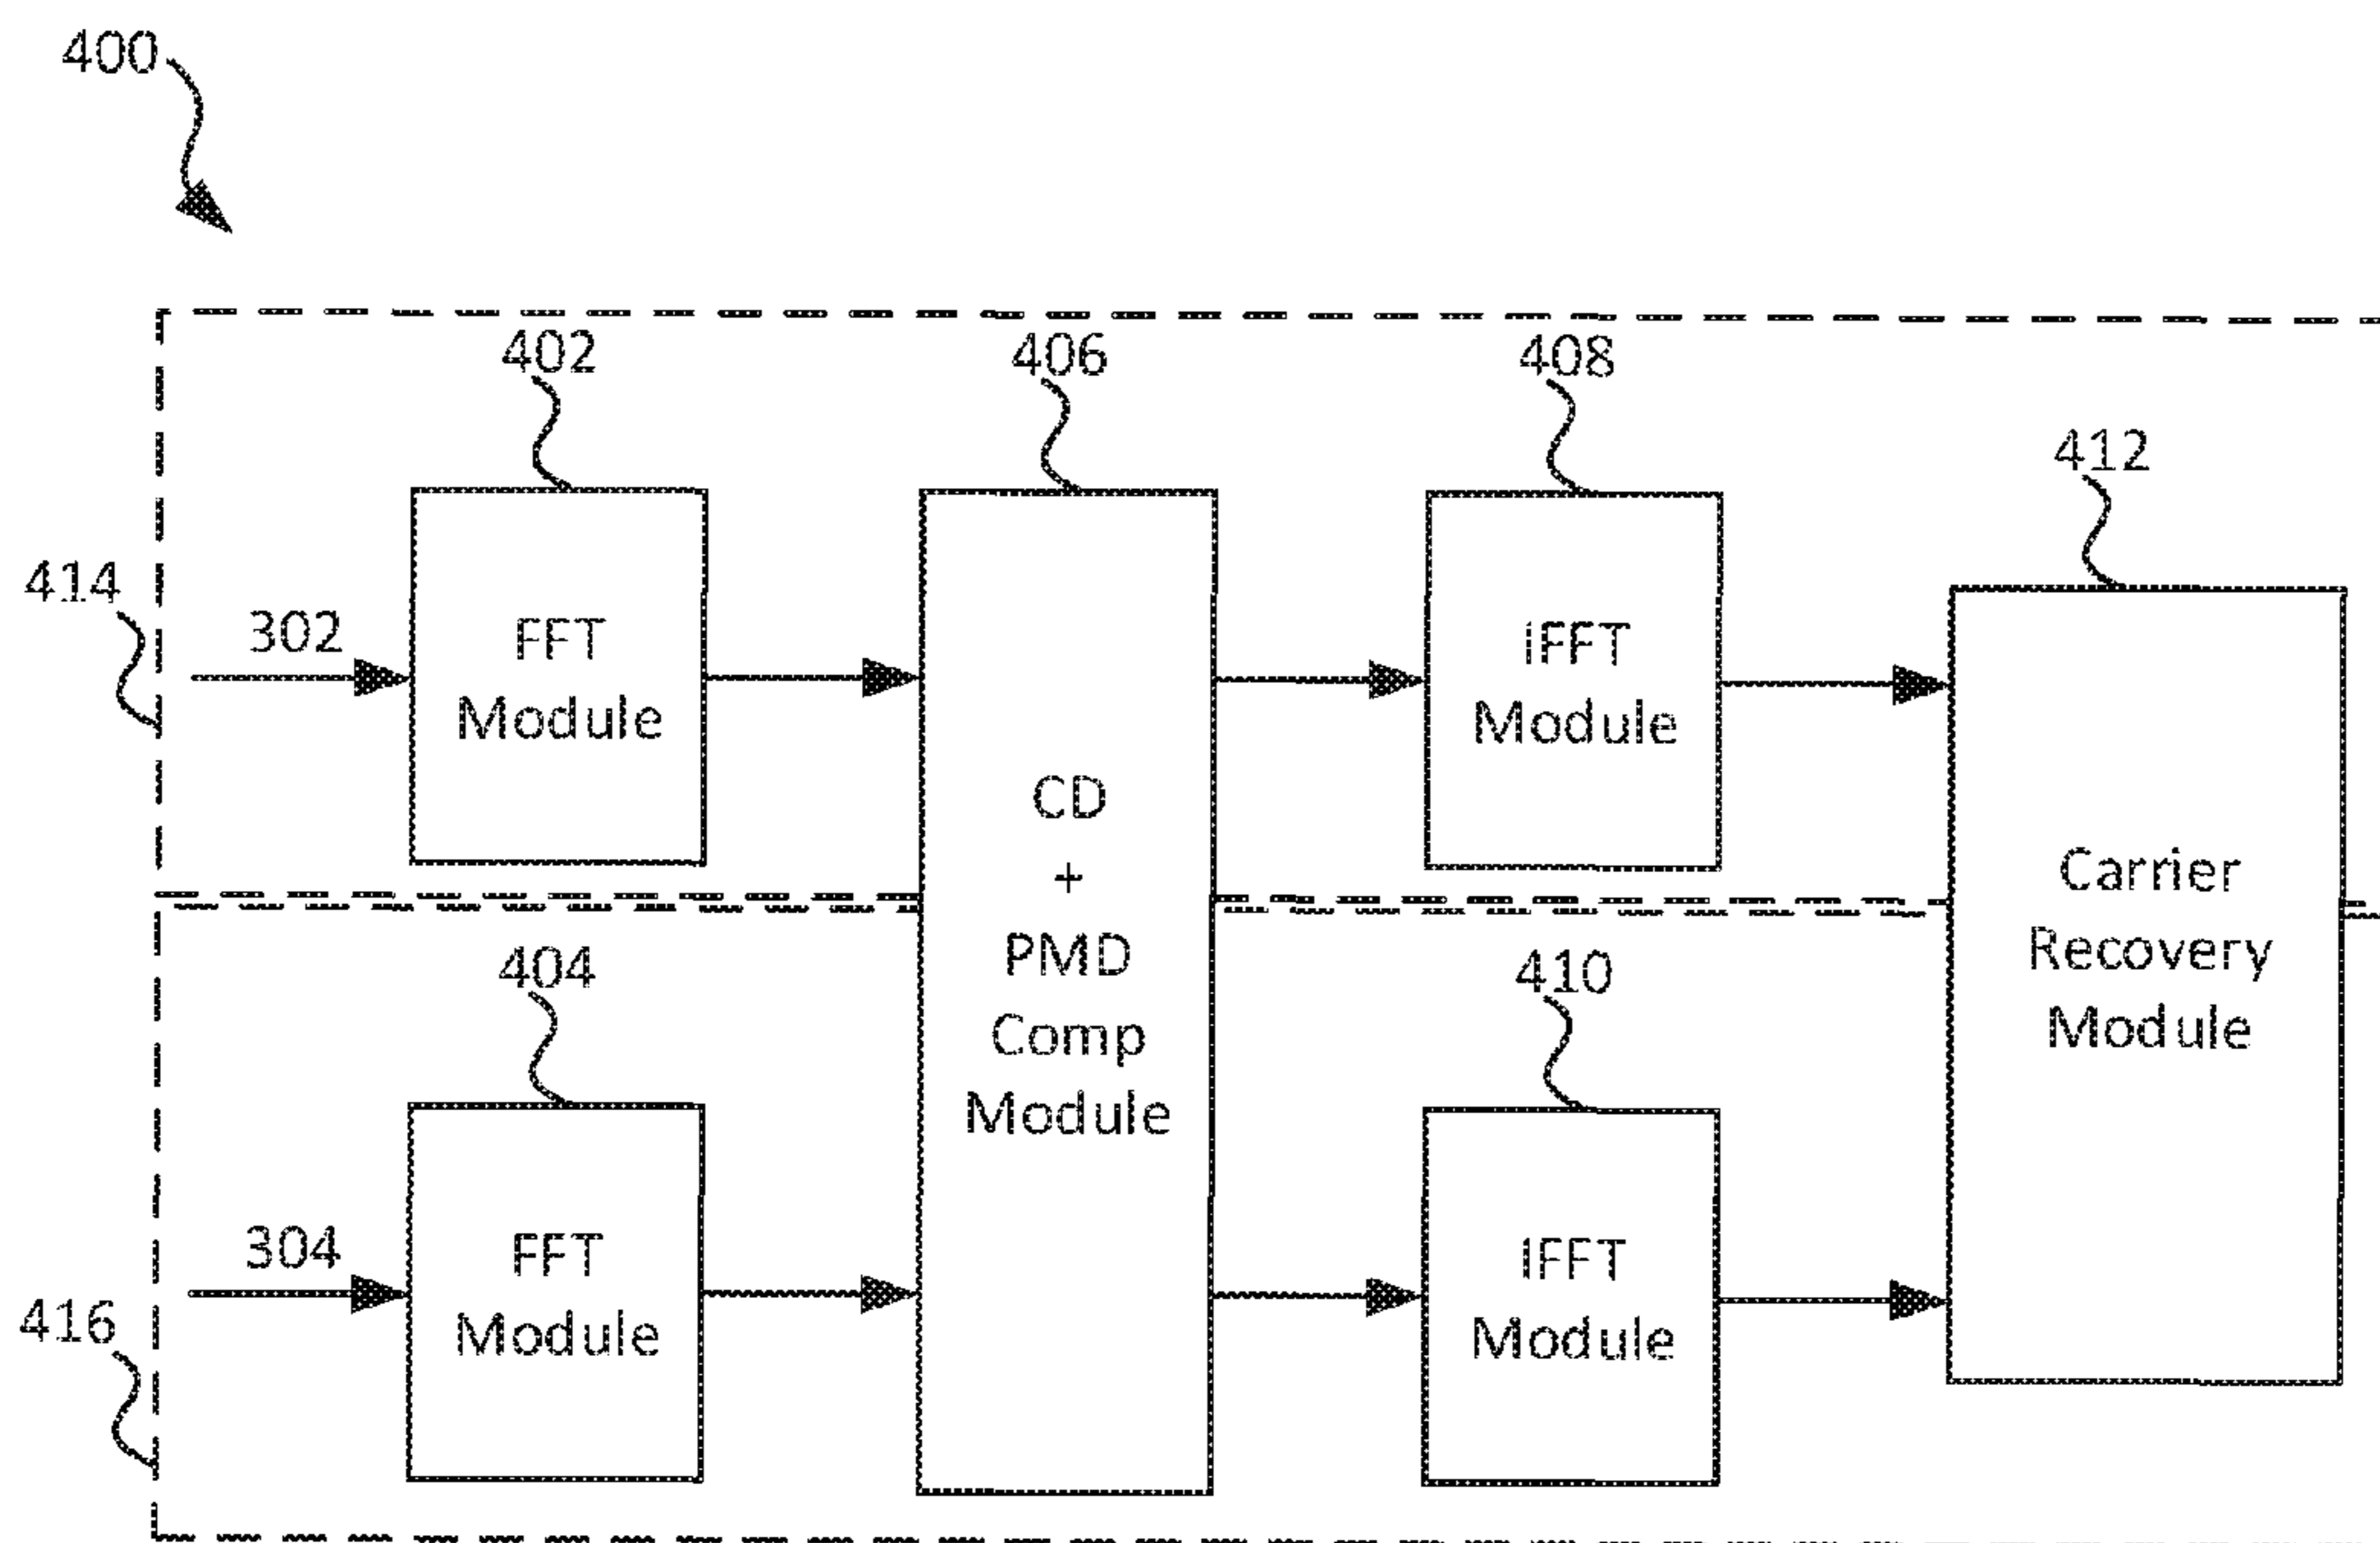 400
402
406
408
412
414
302
FFT
Module
IFFT
Module
CD
+
PMD
Comp
Module
Carrier
Recovery
Module
404
410
416
304
FFT
Module
IFFT
Module